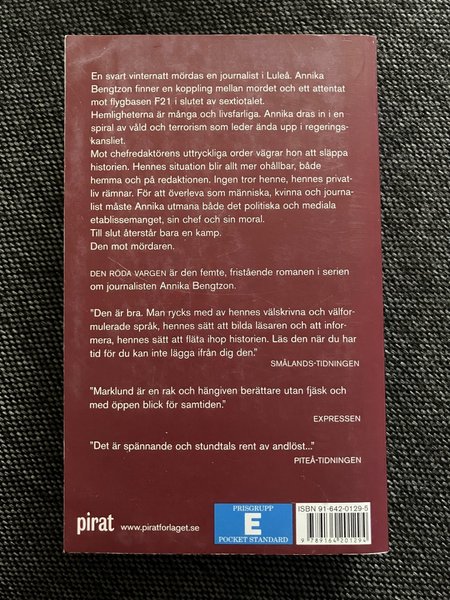 En svart vinternatt mördas en journalist i Luleå. Annika
Bengtzon finner en koppling mellan mordet och ett attentat
mot flygbasen F21 i slutet av sextiotalet.
Hemligheterna är många och livsfarliga. Annika dras in i en
spiral av våld och terrorism som leder ända upp i regerings-
kansliet.
Mot chefredaktörens uttryckliga order vägrar hon att släppa
historien. Hennes situation blir allt mer ohållbar, både
hemma och på redaktionen. Ingen tror henne, hennes privat-
liv rämnar. För att överleva som människa, kvinna och journa-
list måste Annika utmana både det politiska och mediala
etablissemanget, sin chef och sin moral.
Till slut återstår bara en kamp.
Den mot mördaren.
DEN RÖDA VARGEN är den femte, fristående romanen i serien
om journalisten Annika Bengtzon.
"Den är bra. Man rycks med av hennes välskrivna och välfor-
mulerade språk, hennes sätt att bilda läsaren och att infor-
mera, hennes sätt att fläta ihop historien. Läs den när du har
tid för du kan inte lägga ifrån dig den."
SMÅLANDS-TIDNINGEN
"Marklund är en rak och hängiven berättare utan fjäsk och
med öppen blick för samtiden."
EXPRESSEN
"Det är spännande och stundtals rent av andlöst..."
PITEÅ-TIDNINGEN
pirat www.piratforlaget.se
PRISGRUPP
E
POCKET STANDARD
ISBN 91-642-0129-5
9 789164 201294